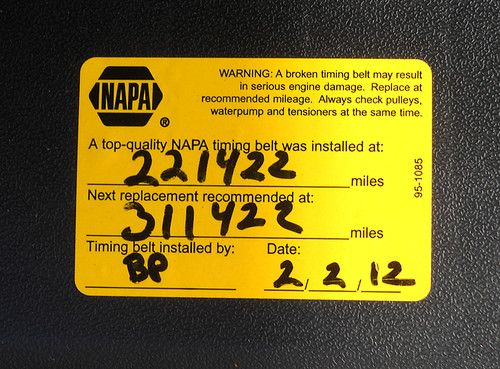 NAPA ®
WARNING: A broken timing belt may result
in serious engine damage. Replace at
recommended mileage. Always check pulleys,
waterpump and tensioners at the same time.
A top-quality NAPA timing belt was installed at:
221422 miles
Next replacement recommended at:
311422 miles
Timing belt installed by: Date:
BP 2/2/12
95-1085